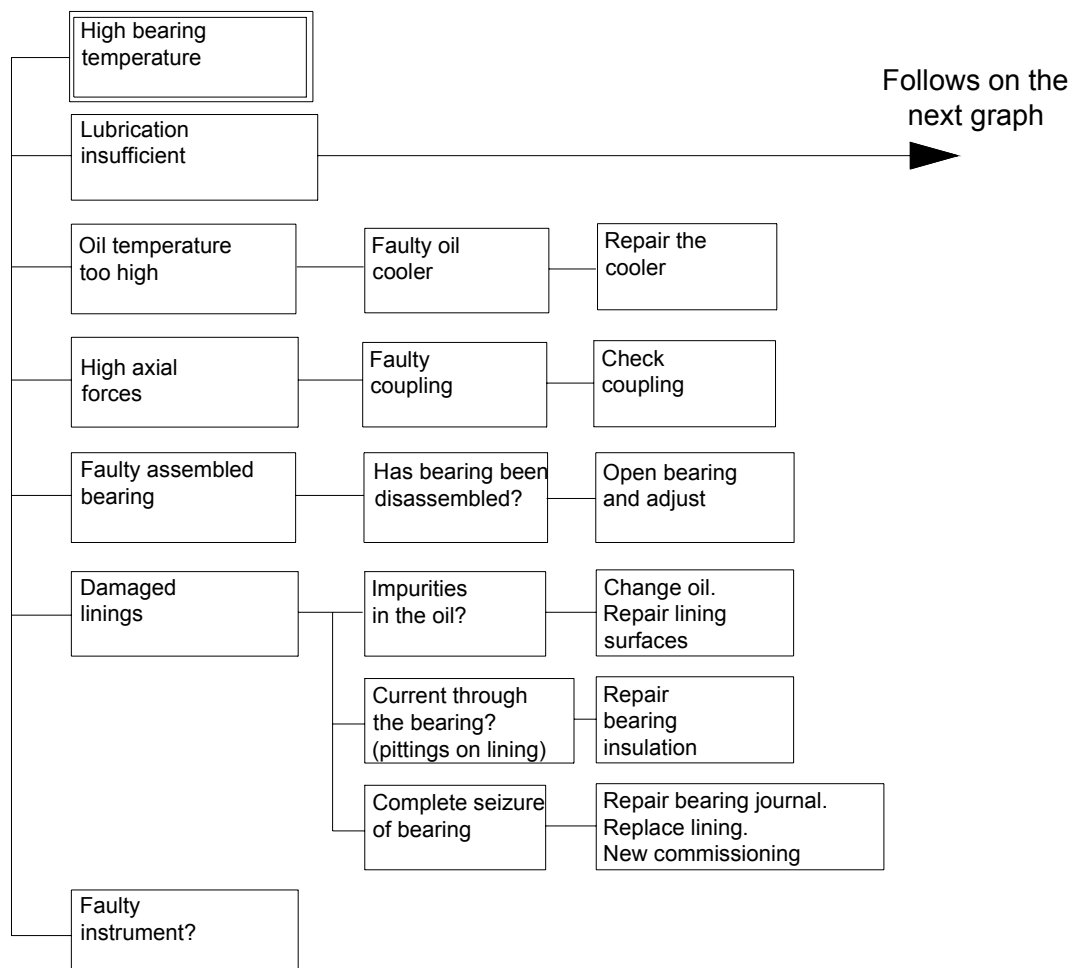 High bearing
temperature
Follows on the
next graph
Lubrication
insufficient
Oil temperature
too high
Faulty oil
cooler
Repair the
cooler
High axial
forces
Faulty
coupling
Check
coupling
Faulty assembled
bearing
Has bearing been
disassembled?
Open bearing
and adjust
Damaged
linings
Impurities
in the oil?
Change oil.
Repair lining
surfaces
Current through
the bearing?
(pittings on lining)
Repair
bearing
insulation
Complete seizure
of bearing
Repair bearing journal.
Replace lining.
New commissioning
Faulty
instrument?